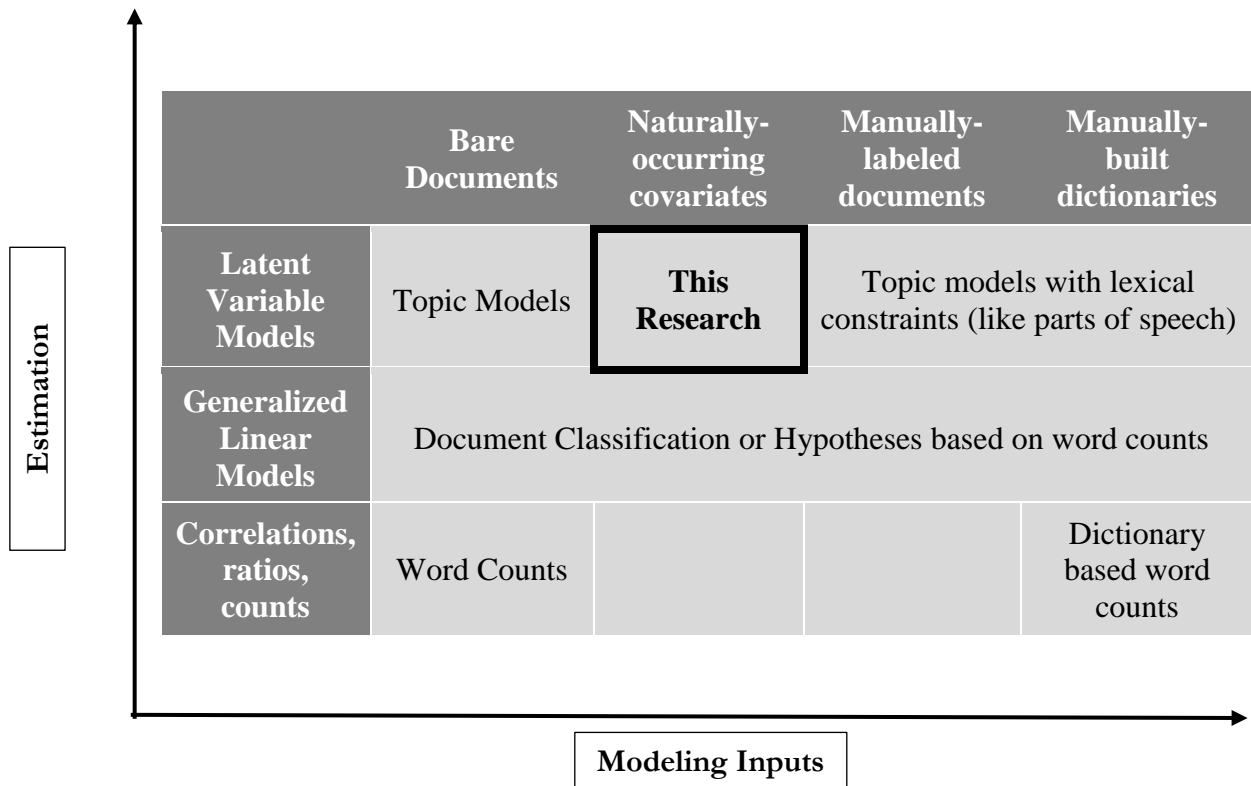 Bare
Documents
Naturally-
occurring
covariates
Manually-
labeled
documents
Manually-
built
dictionaries
Estimation
Latent
Variable
Models
Topic Models
This
Research
Topic models with lexical
constraints (like parts of speech)
Generalized
Linear
Models
Document Classification or Hypotheses based on word counts
Correlations,
ratios,
counts
Word Counts
Dictionary
based word
counts
Modeling Inputs